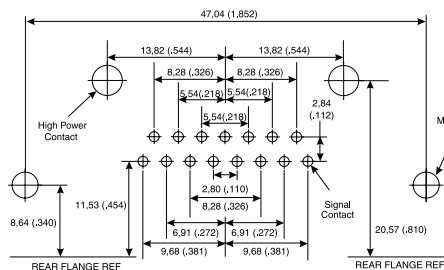 47,04 (1,852)
13,82 (.544)
13,82 (.544)
8,28 (.326)
8,28 (.326)
5,54(.218)
5,54(.218)
5,54(.218)
2,84
(.112)
High Power
Contact
M
2,80 (.110)
8,28 (.326)
Signal
Contact
11,53 (.454)
8,64 (.340)
20,57 (.810)
6,91 (.272)
6,91 (.272)
9,68 (.381)
9,68 (.381)
REAR FLANGE REF
REAR FLANGE REF